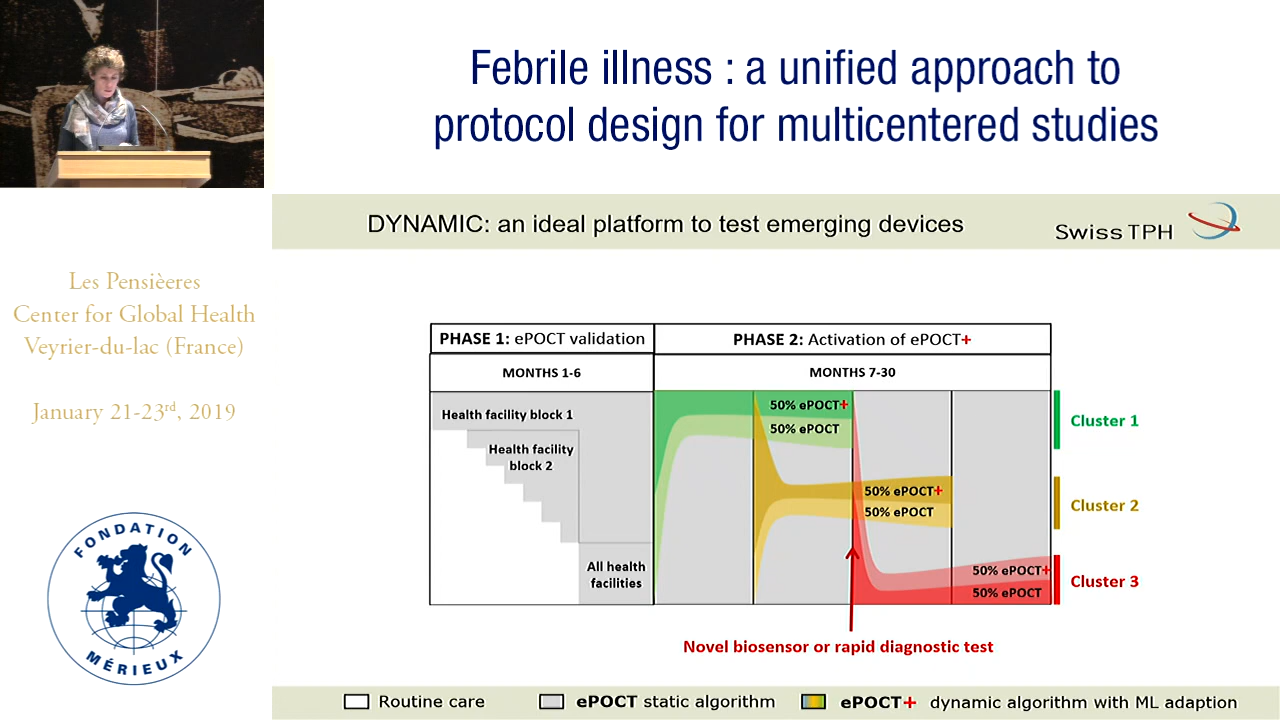 Febrile illness : a unified approach to
protocol design for multicentered studies
DYNAMIC: an ideal platform to test emerging devices
Swiss TPH
Les Pensièeres
Center for Global Health
Veyrier-du-lac (France)
January 21-23rd, 2019
FONDATION
MÉRIEUX
PHASE 1: ePOCT validation
PHASE 2: Activation of ePOCT+
MONTHS 1-6
MONTHS 7-30
Health facility block 1
Health facility
block 2
All health
facilities
50% ePOCT+
50% ePOCT
Cluster 1
50% ePOCT+
50% ePOCT
Cluster 2
50% ePOCT+
50% ePOCT
Cluster 3
Novel biosensor or rapid diagnostic test
Routine care
ePOCT static algorithm
ePOCT+ dynamic algorithm with ML adaption